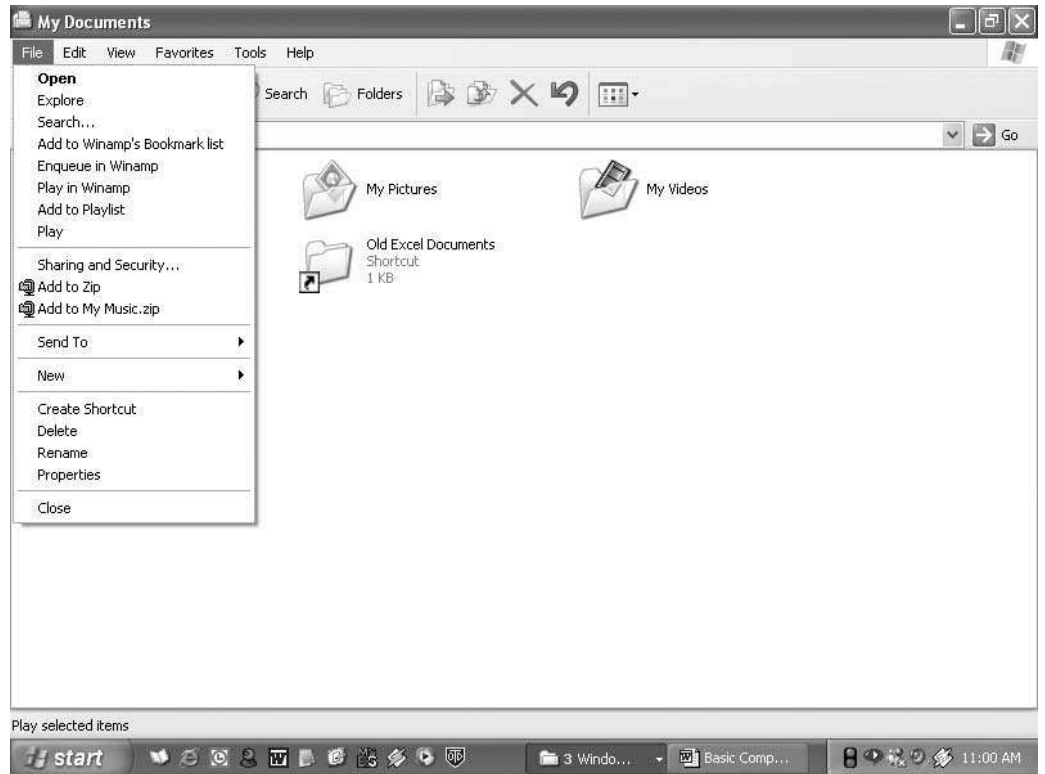 My Documents
File Edit View Favorites Tools Help
Open
Explore
Search...
Add to Winamp's Bookmark list
Enqueue in Winamp
Play in Winamp
Add to Playlist
Play
Sharing and Security...
Add to Zip
Add to My Music.zip
Send To
New
Create Shortcut
Delete
Rename
Properties
Close
Search Folders
Go
My Pictures
My Videos
Old Excel Documents
Shortcut
1 KB
Play selected items
start 3 Windo... Basic Comp... 11:00 AM